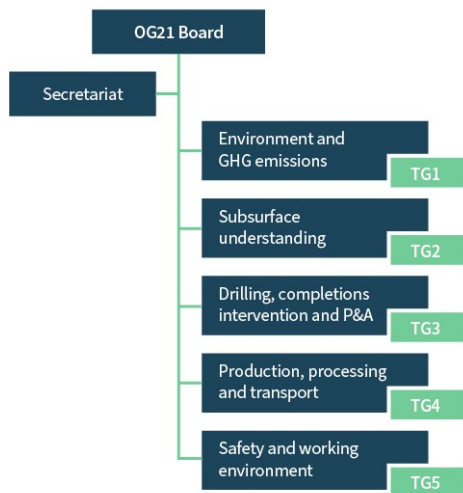 OG21 Board
Secretariat
Environment and
GHG emissions
TG1
Subsurface
understanding
TG2
Drilling, completions
intervention and P&A
TG3
Production, processing
and transport
TG4
Safety and working
environment
TG5